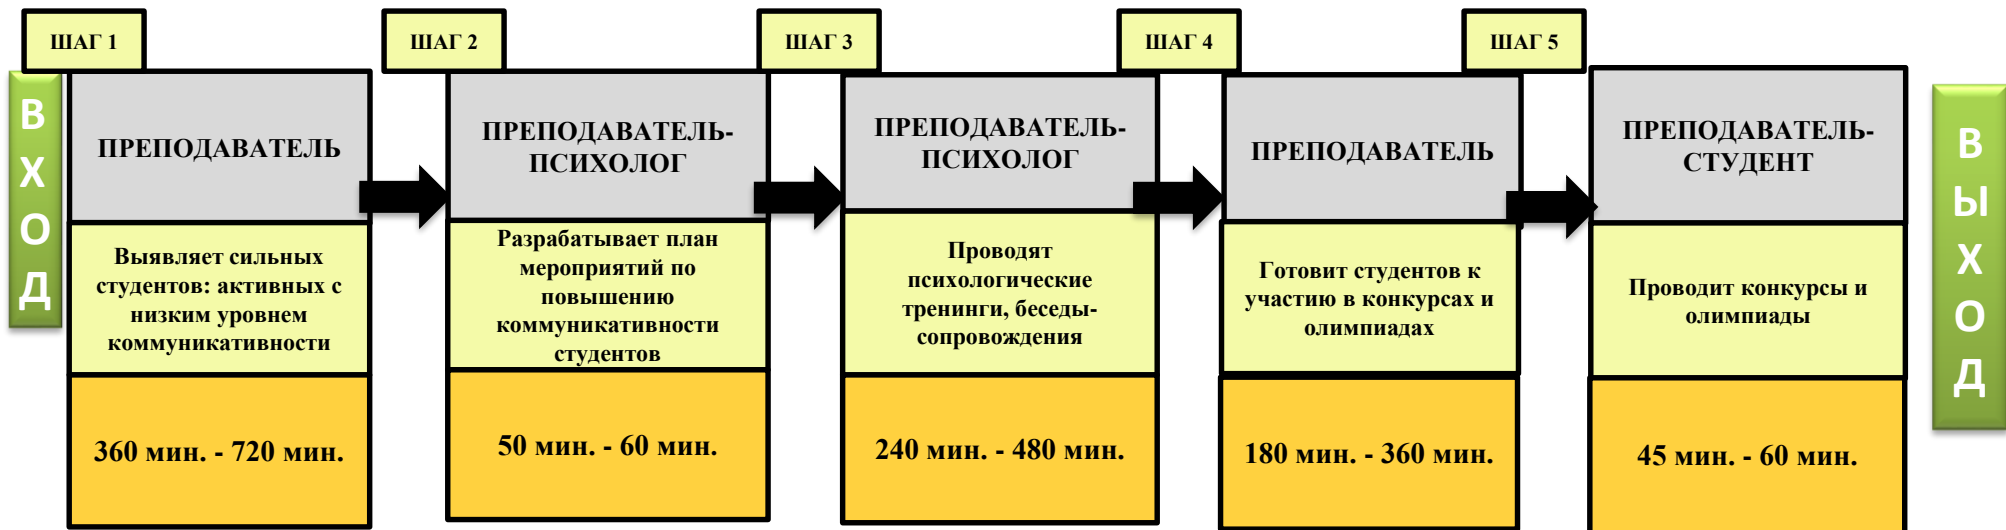 ШАГ 1
ШАГ 2
ШАГ 3
ШАГ 4
ШАГ 5
ВХОД
ПРЕПОДАВАТЕЛЬ
Выявляет сильных
студентов: активных с
низким уровнем
коммуникативности
360 мин. - 720 мин.
ПРЕПОДАВАТЕЛЬ-
ПСИХОЛОГ
Разрабатывает план
мероприятий по
повышению
коммуникативности
студентов
50 мин. - 60 мин.
ПРЕПОДАВАТЕЛЬ-
ПСИХОЛОГ
Проводят
психологические
тренинги, беседы-
сопровождения
240 мин. - 480 мин.
ПРЕПОДАВАТЕЛЬ
Готовит студентов к
участию в конкурсах и
олимпиадах
180 мин. - 360 мин.
ПРЕПОДАВАТЕЛЬ-
СТУДЕНТ
Проводит конкурсы и
олимпиады
45 мин. - 60 мин.
ВЫХОД